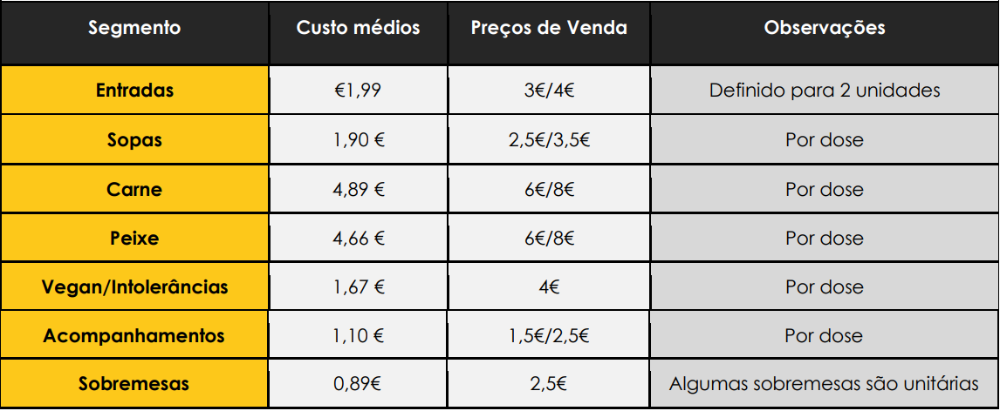 Segmento Custo médios Preços de Venda Observações
Entradas €1,99 3€/4€ Definido para 2 unidades
Sopas 1,90 € 2,5€/3,5€ Por dose
Carne 4,89 € 6€/8€ Por dose
Peixe 4,66 € 6€/8€ Por dose
Vegan/Intolerâncias 1,67 € 4€ Por dose
Acompanhamentos 1,10 € 1,5€/2,5€ Por dose
Sobremesas 0,89€ 2,5€ Algumas sobremesas são unitárias